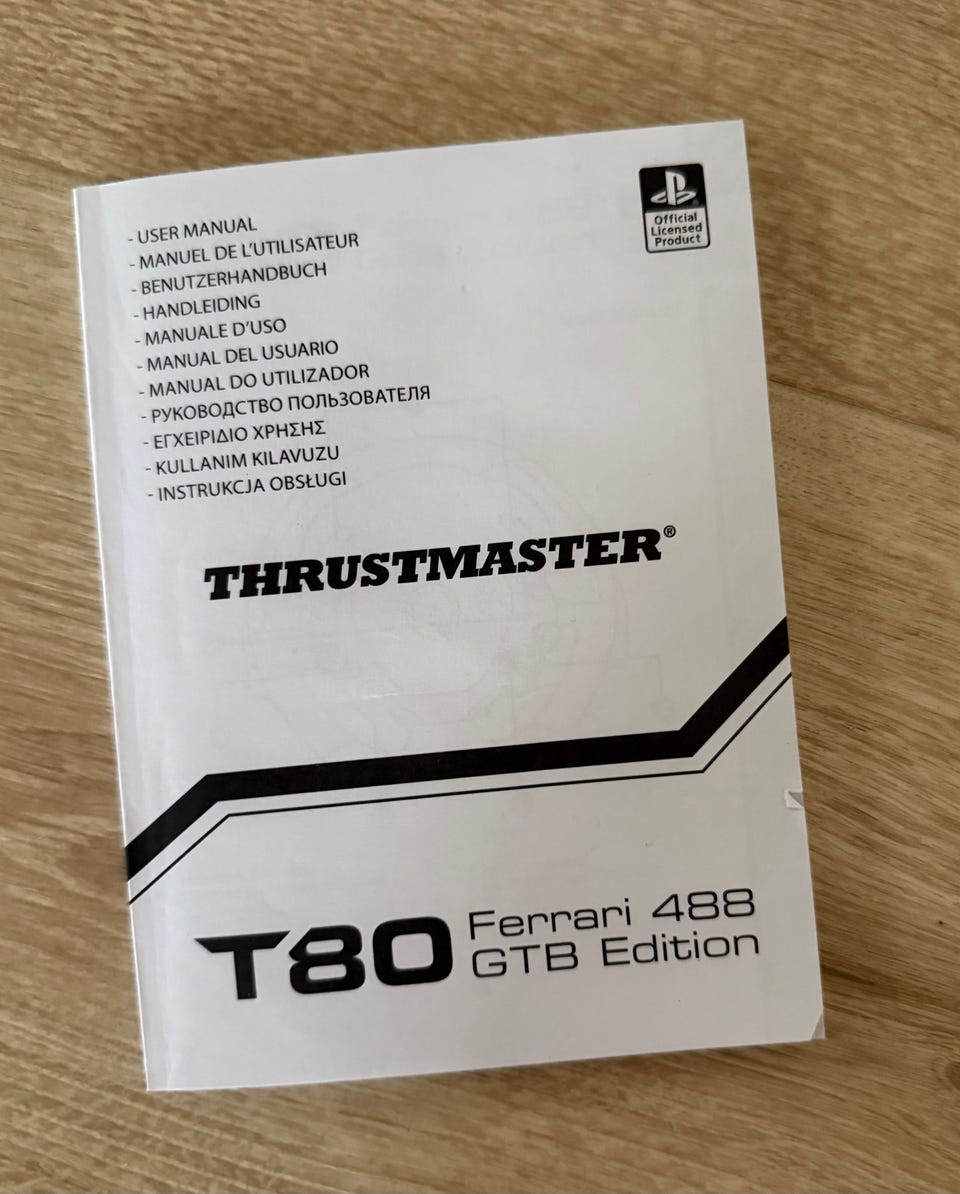 - USER MANUAL
- MANUEL DE L'UTILISATEUR
- BENUTZERHANDBUCH
- HANDLEIDING
- MANUALE D'USO
- MANUAL DEL USUARIO
- MANUAL DO UTILIZADOR
- РУКОВОДСТВО ПОЛЬЗОВАТЕЛЯ
- ΕΓΧΕΙΡΙΔΙΟ ΧΡΗΣΗΣ
- KULLANIM KILAVUZU
- INSTRUKCJA OBSŁUGI
Official
Licensed
Product
THRUSTMASTER®
T80 Ferrari 488
GTB Edition